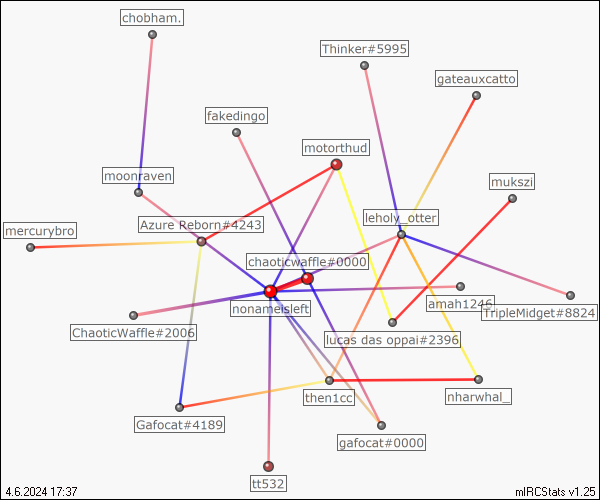 chobham.
Thinker#5995
gateauxcatto
fakedingo
motorthud
moonraven
mukszi
leholy_otter
Azure Reborn#4243
mercurybro
chaoticwaffle#0000
nonameisleft
amah1246
TripleMidget#8824
ChaoticWaffle#2006
lucas das oppai#2396
then1cc
nharwhal_
Gafocat#4189
gafocat#0000
tt532
4.6.2024 17:37
mIRCStats v1.25